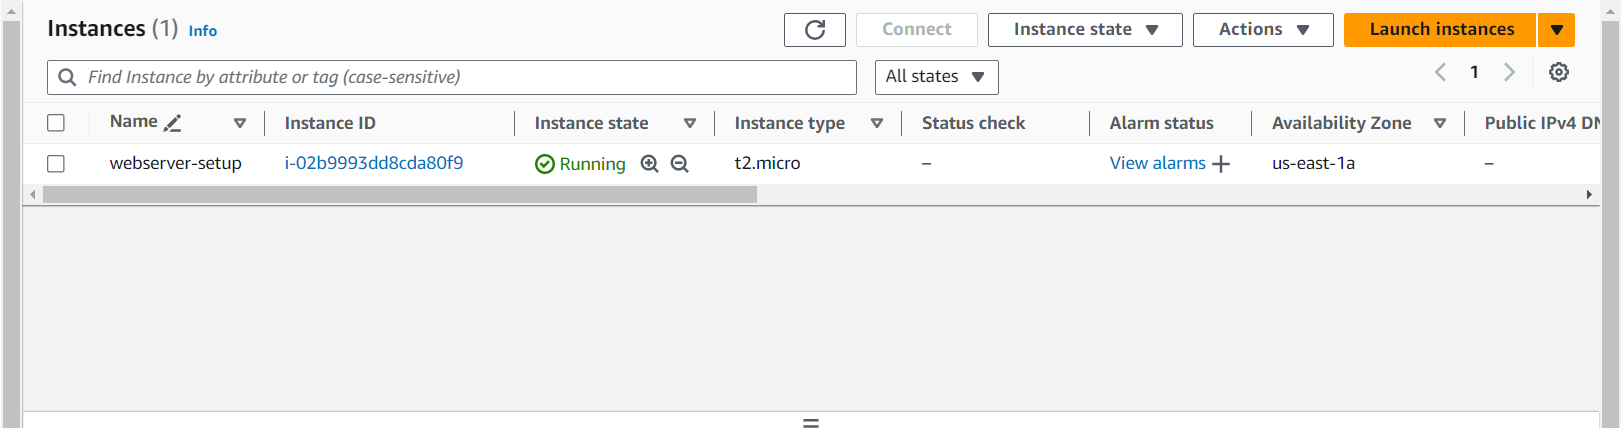 Instances (1) Info Connect Instance state Actions Launch instances
Find Instance by attribute or tag (case-sensitive) All states 1
Name Instance ID Instance state Instance type Status check Alarm status Availability Zone Public IPv4 DN
webserver-setup i-02b9993dd8cda80f9 Running t2.micro – View alarms + us-east-1a –